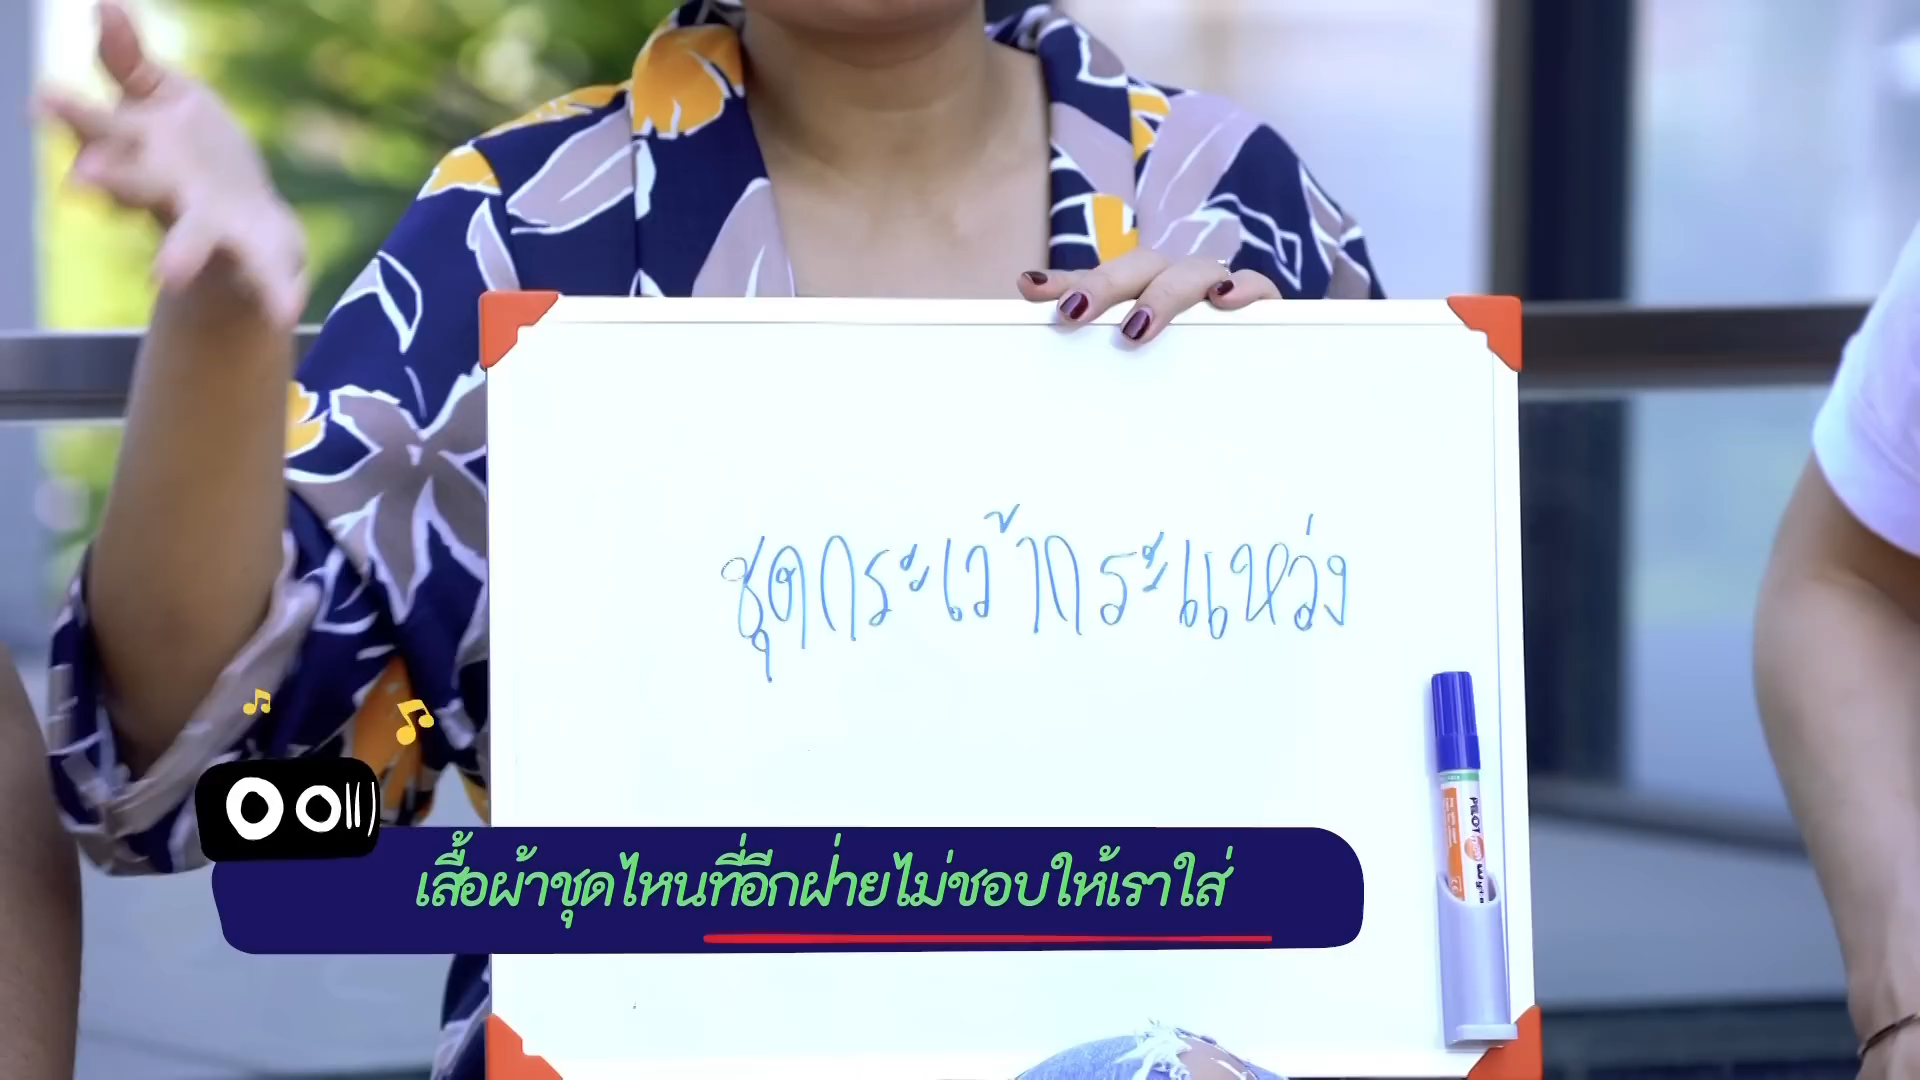 ชุดกระเว้ากระแหว่ง
เสื้อผ้าชุดไหนที่อีกฝ่ายไม่ชอบให้เราใส่
PILOT